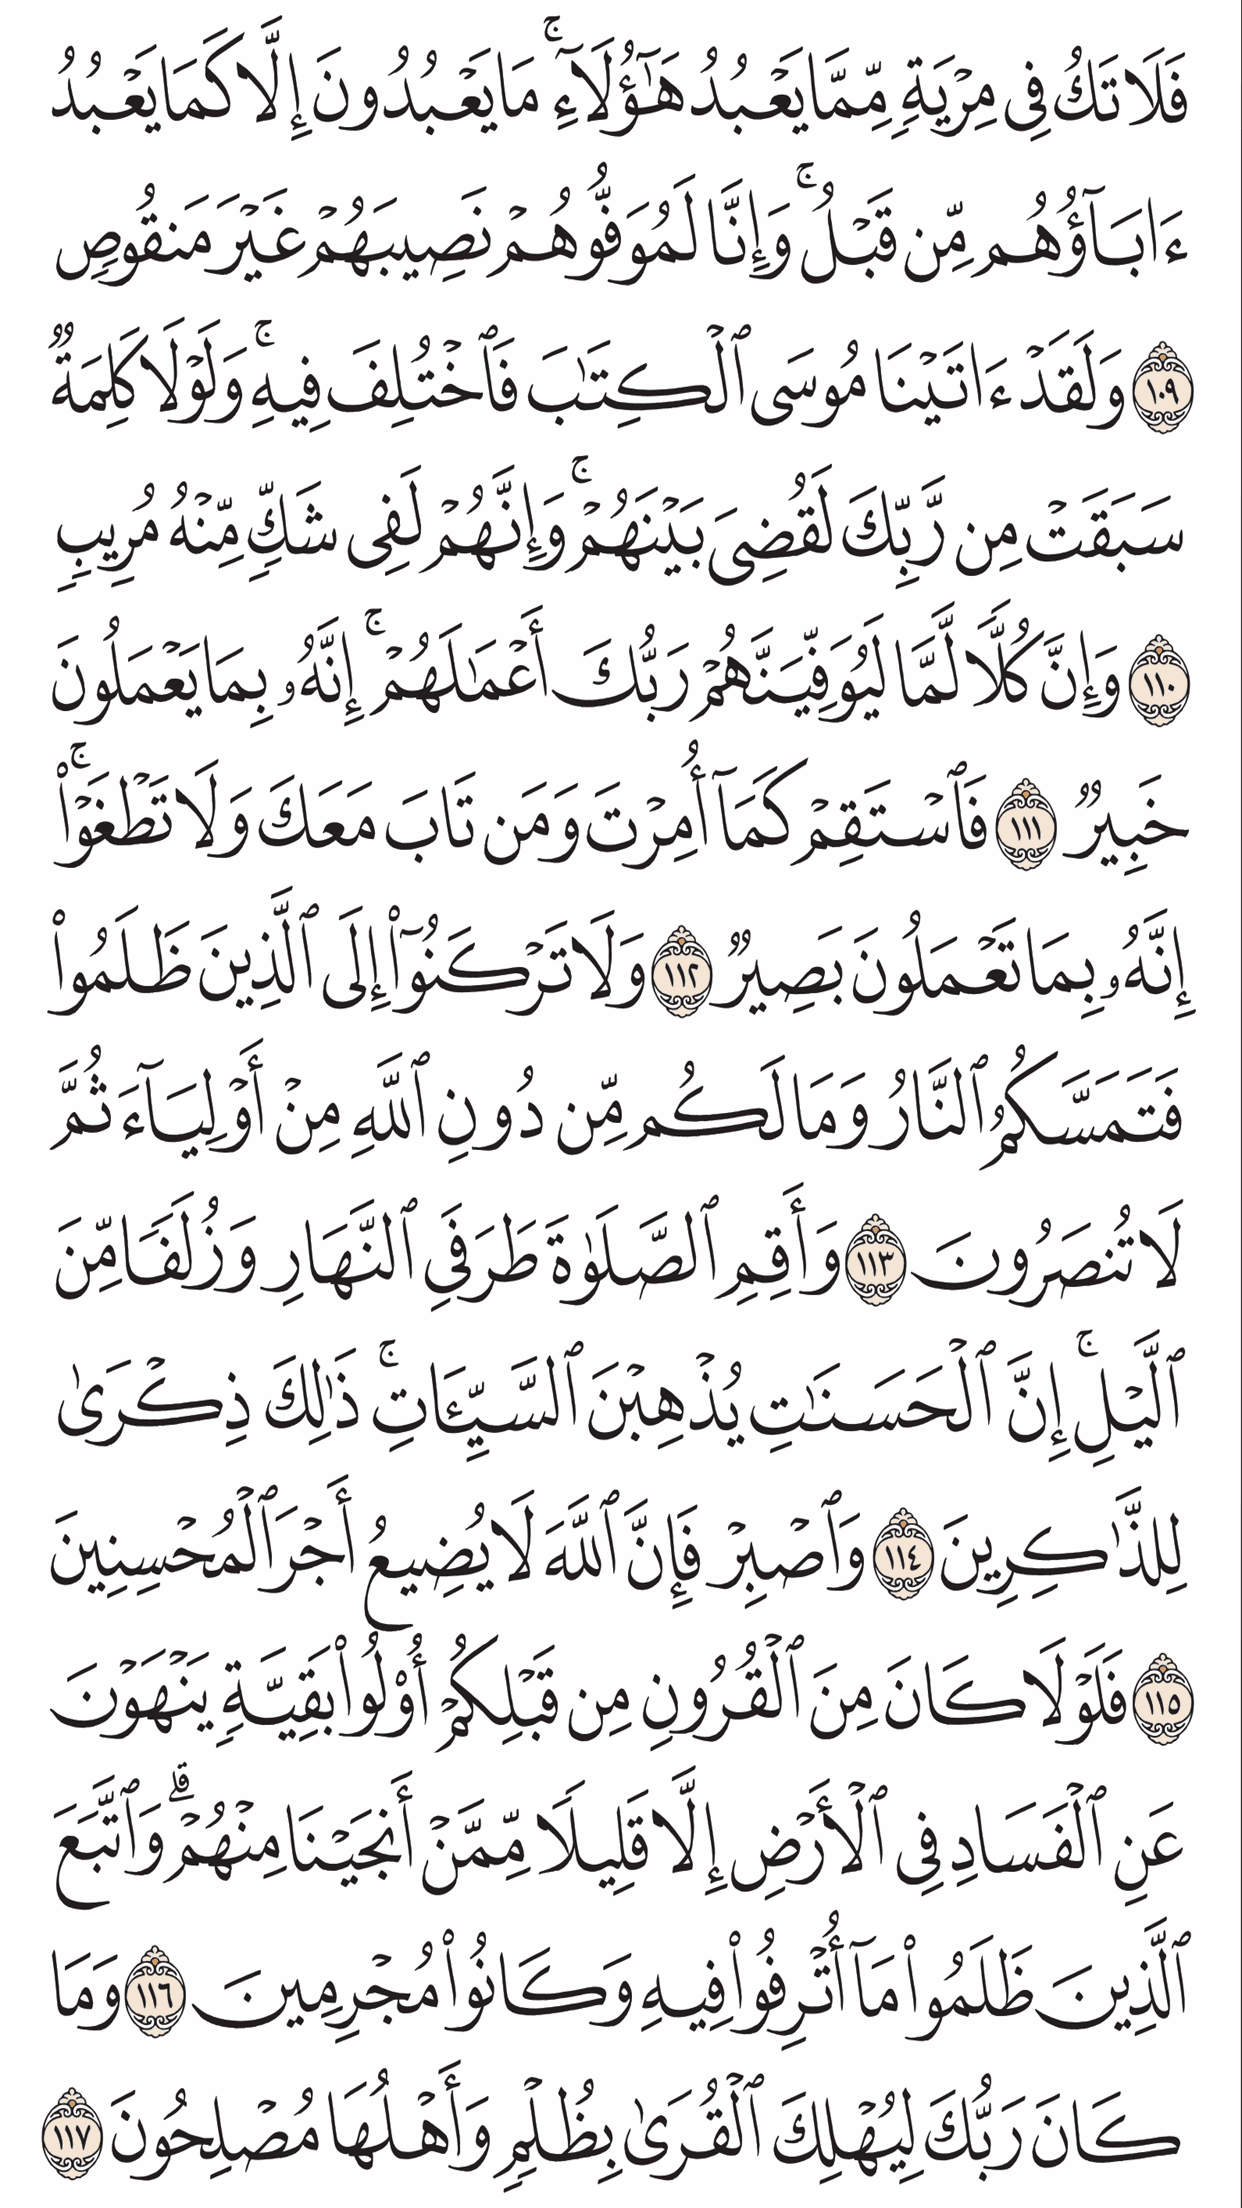 فَلَا تَكُ فِي مِرْيَةٍ مِّمَّا يَعْبُدُ هَٰٓؤُلَآءِ ۚ مَا يَعْبُدُونَ إِلَّا كَمَا يَعْبُدُ
ءَابَآؤُهُم مِّن قَبْلُ ۚ وَإِنَّا لَمُوَفُّوهُمْ نَصِيبَهُمْ غَيْرَ مَنقُوصٍ
١٠٩ وَلَقَدْ ءَاتَيْنَا مُوسَى ٱلْكِتَٰبَ فَٱخْتُلِفَ فِيهِ ۚ وَلَوْلَا كَلِمَةٌ
سَبَقَتْ مِن رَّبِّكَ لَقُضِىَ بَيْنَهُمْ ۚ وَإِنَّهُمْ لَفِى شَكٍّ مِّنْهُ مُرِيبٍ
١١٠ وَإِنَّ كُلًّا لَّمَّا لَيُوَفِّيَنَّهُمْ رَبُّكَ أَعْمَٰلَهُمْ ۚ إِنَّهُۥ بِمَا يَعْمَلُونَ
خَبِيرٌ ١١١ فَٱسْتَقِمْ كَمَآ أُمِرْتَ وَمَن تَابَ مَعَكَ وَلَا تَطْغَوْا۟ ۚ
إِنَّهُۥ بِمَا تَعْمَلُونَ بَصِيرٌ ١١٢ وَلَا تَرْكَنُوٓا۟ إِلَى ٱلَّذِينَ ظَلَمُوا۟
فَتَمَسَّكُمُ ٱلنَّارُ وَمَا لَكُم مِّن دُونِ ٱللَّهِ مِنْ أَوْلِيَآءَ ثُمَّ
لَا تُنصَرُونَ ١١٣ وَأَقِمِ ٱلصَّلَوٰةَ طَرَفَىِ ٱلنَّهَارِ وَزُلَفًا مِّنَ
ٱلَّيْلِ ۚ إِنَّ ٱلْحَسَنَٰتِ يُذْهِبْنَ ٱلسَّيِّـَٔاتِ ۚ ذَٰلِكَ ذِكْرَىٰ
لِلذَّٰكِرِينَ ١١٤ وَٱصْبِرْ فَإِنَّ ٱللَّهَ لَا يُضِيعُ أَجْرَ ٱلْمُحْسِنِينَ
١١٥ فَلَوْلَا كَانَ مِنَ ٱلْقُرُونِ مِن قَبْلِكُمْ أُو۟لُوا۟ بَقِيَّةٍ يَنْهَوْنَ
عَنِ ٱلْفَسَادِ فِى ٱلْأَرْضِ إِلَّا قَلِيلًا مِّمَّنْ أَنجَيْنَا مِنْهُمْ ۗ وَٱتَّبَعَ
ٱلَّذِينَ ظَلَمُوا۟ مَآ أُتْرِفُوا۟ فِيهِ وَكَانُوا۟ مُجْرِمِينَ ١١٦ وَمَا
كَانَ رَبُّكَ لِيُهْلِكَ ٱلْقُرَىٰ بِظُلْمٍ وَأَهْلُهَا مُصْلِحُونَ ١١٧